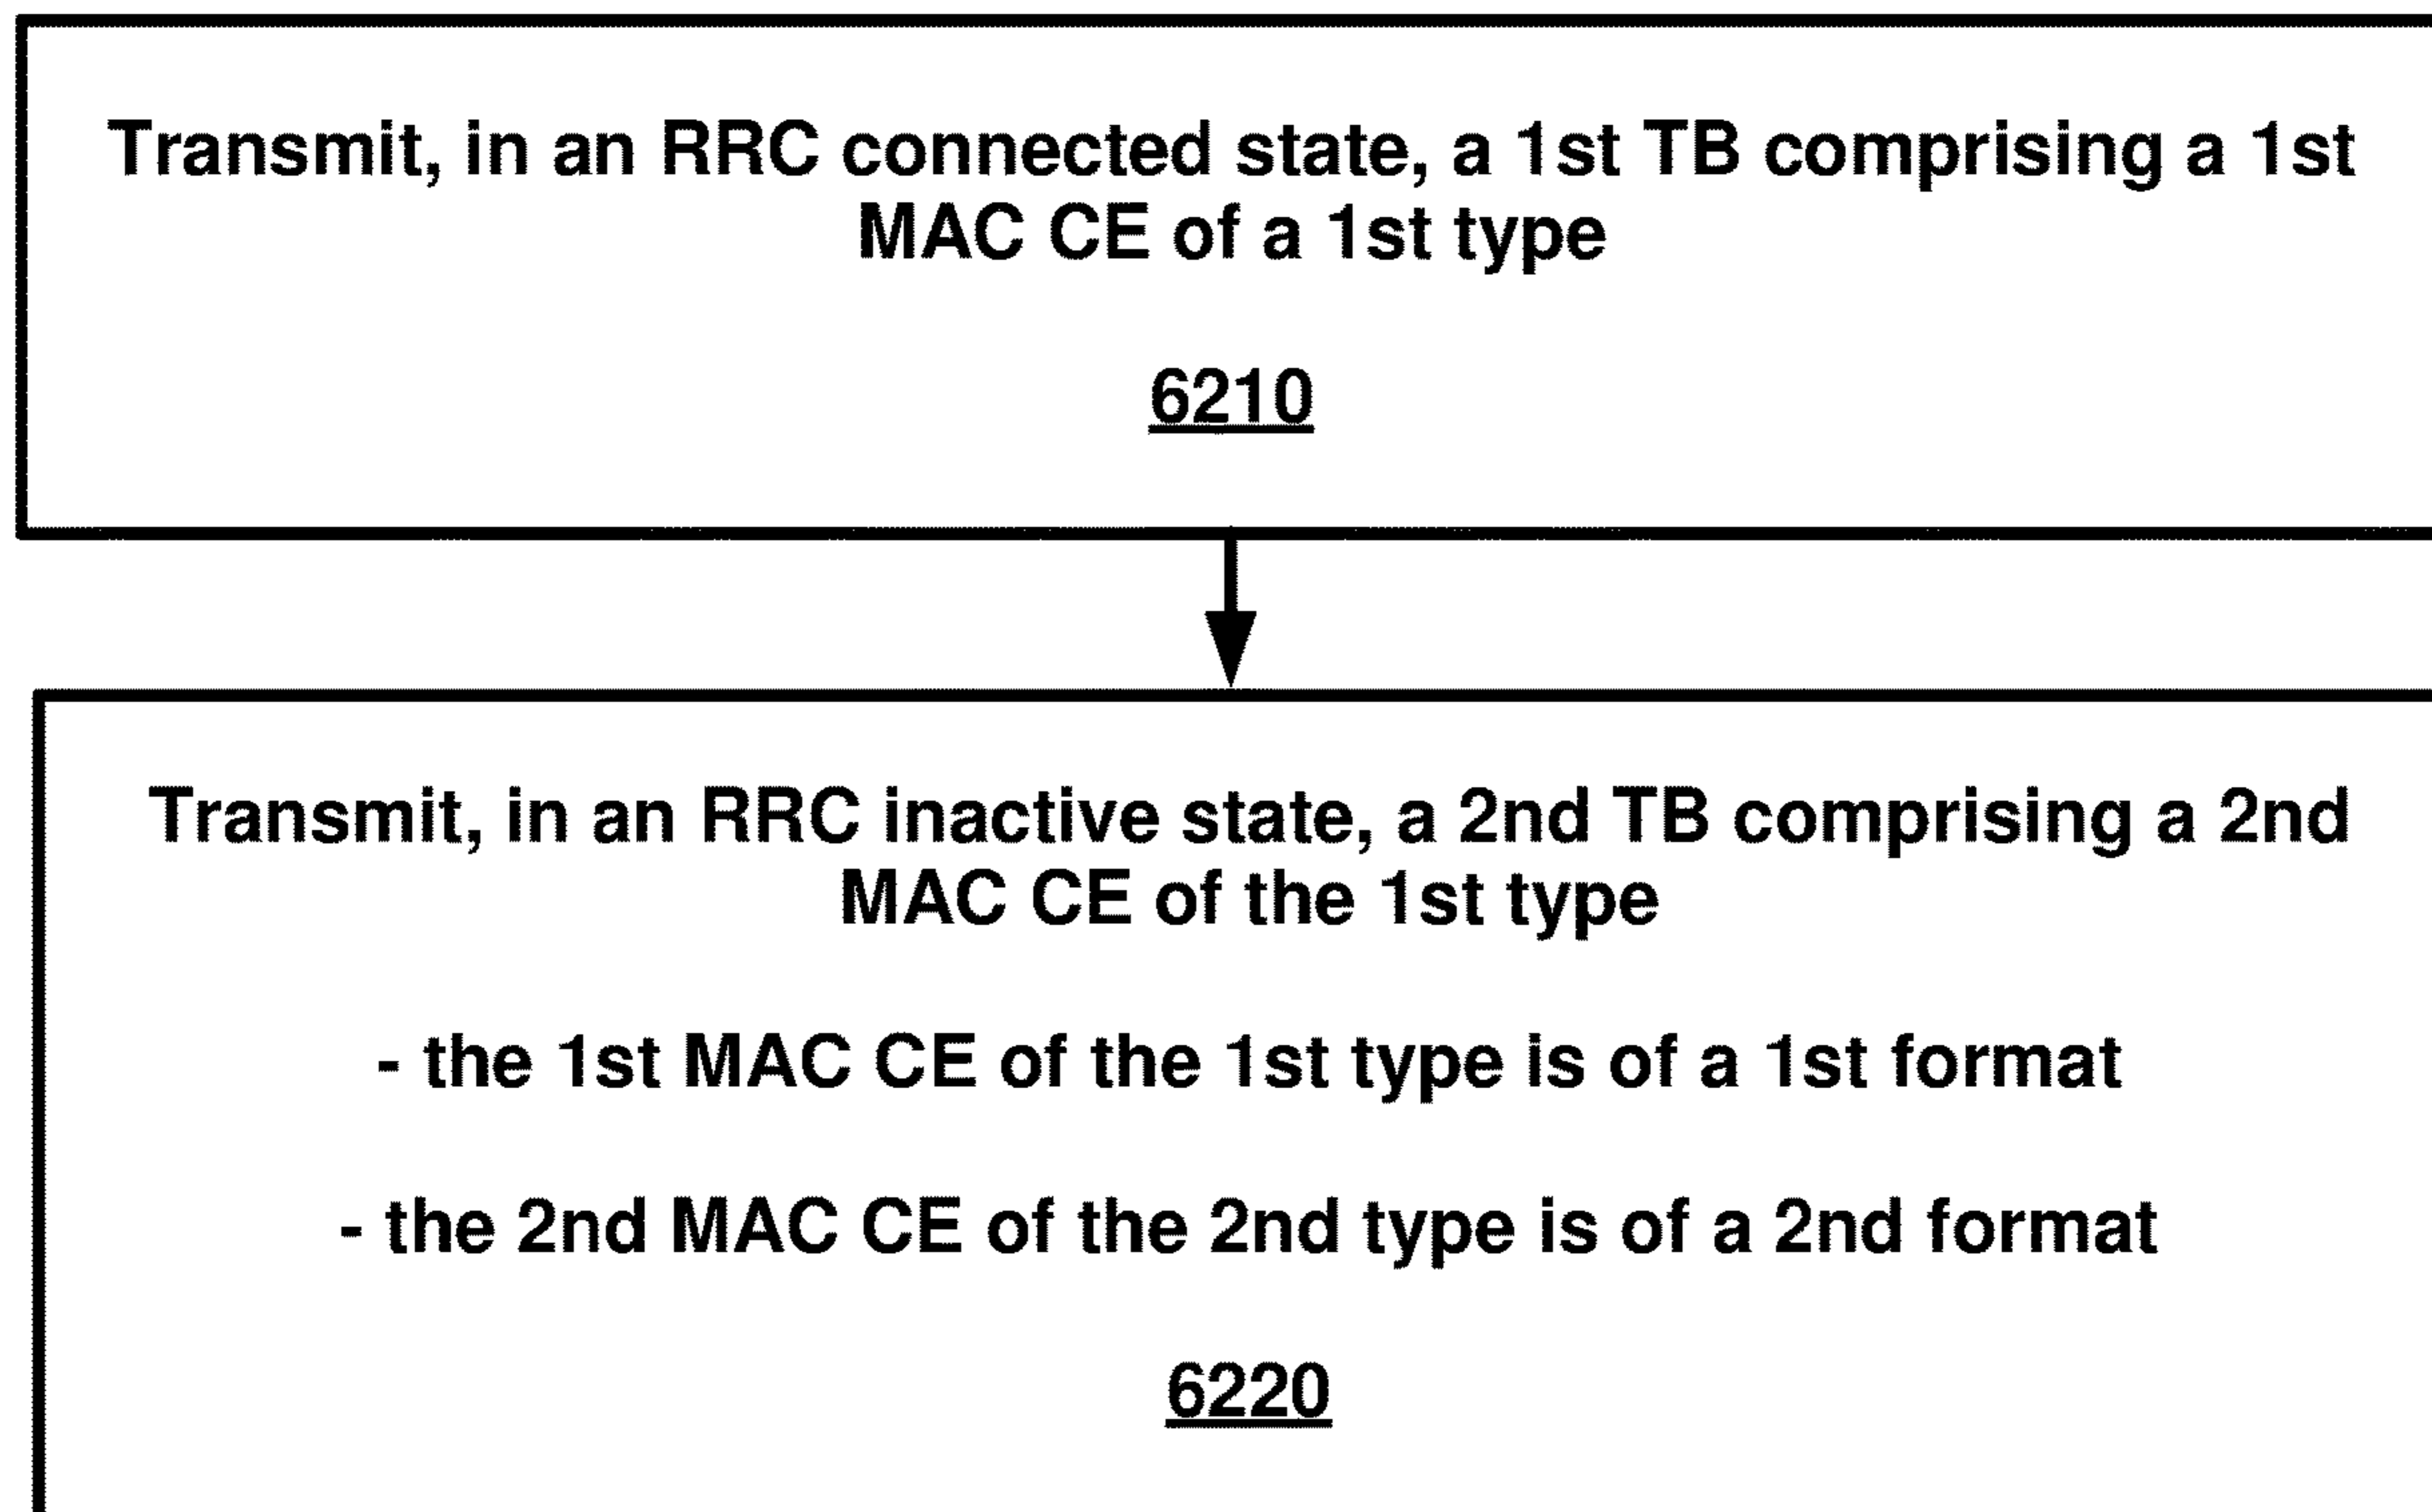 Transmit, in an RRC connected state, a 1st TB comprising a 1st
MAC CE of a 1st type
6210
Transmit, in an RRC inactive state, a 2nd TB comprising a 2nd
MAC CE of the 1st type
- the 1st MAC CE of the 1st type is of a 1st format
- the 2nd MAC CE of the 2nd type is of a 2nd format
6220